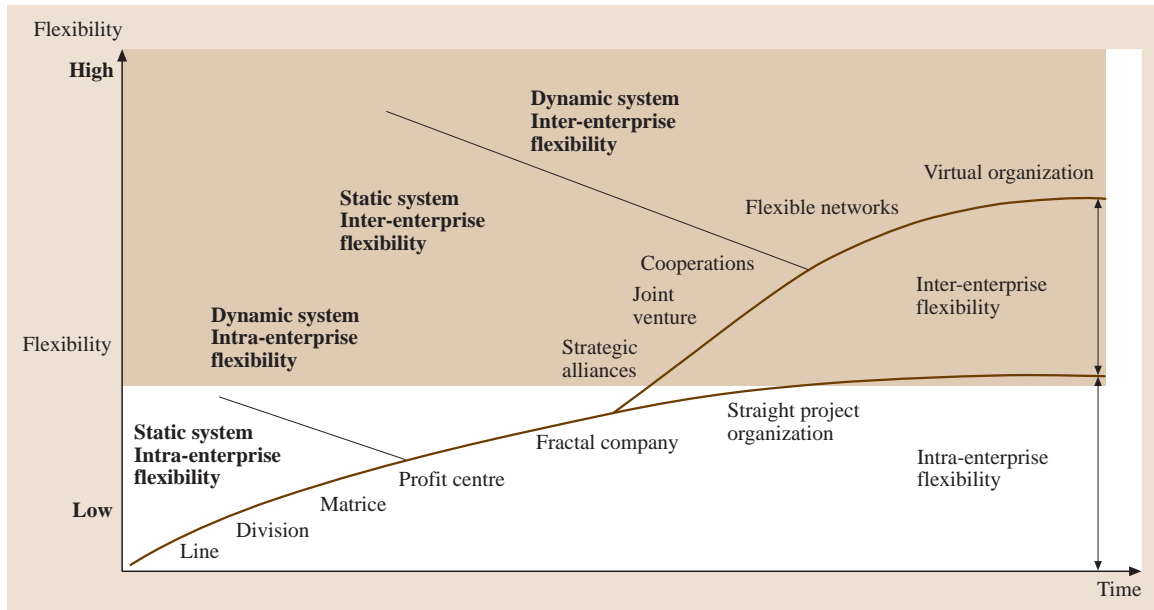 Flexibility
High
Dynamic system
Inter-enterprise
flexibility
Virtual organization
Static system
Inter-enterprise
flexibility
Flexible networks
Cooperations
Joint
venture
Inter-enterprise
flexibility
Dynamic system
Intra-enterprise
flexibility
Flexibility
Strategic
alliances
Static system
Intra-enterprise
flexibility
Straight project
organization
Fractal company
Intra-enterprise
flexibility
Profit centre
Matrice
Low
Division
Line
Time